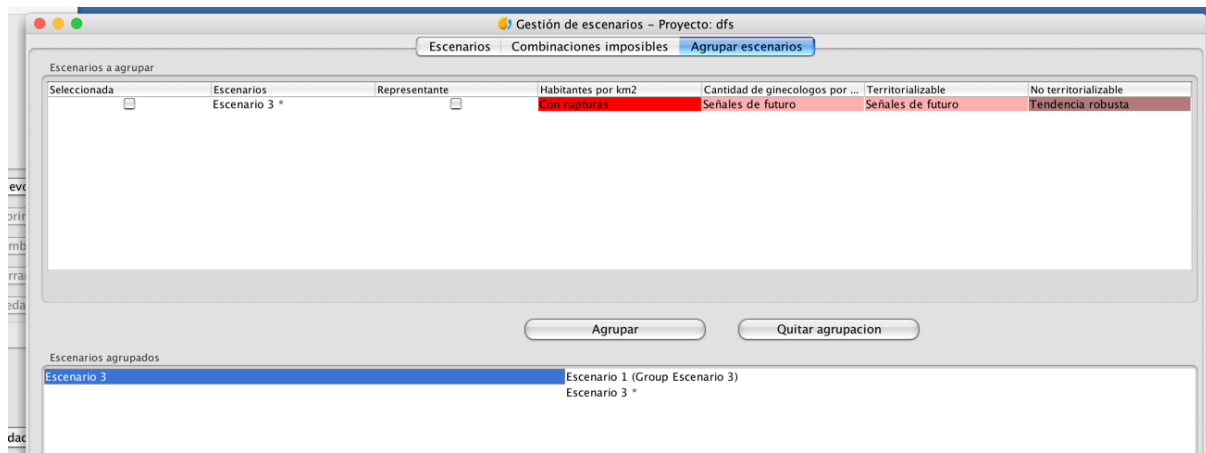 Gestión de escenarios – Proyecto: dfs
Escenarios Combinaciones imposibles Agrupar escenarios
Escenarios a agrupar
Seleccionada Escenarios Representante Habitantes por km2 Cantidad de ginecologos por ... Territorializable No territorializable
Escenario 3 * Con rupturas Señales de futuro Señales de futuro Tendencia robusta
Agrupar Quitar agrupacion
Escenarios agrupados
Escenario 3 Escenario 1 (Group Escenario 3)
Escenario 3 *